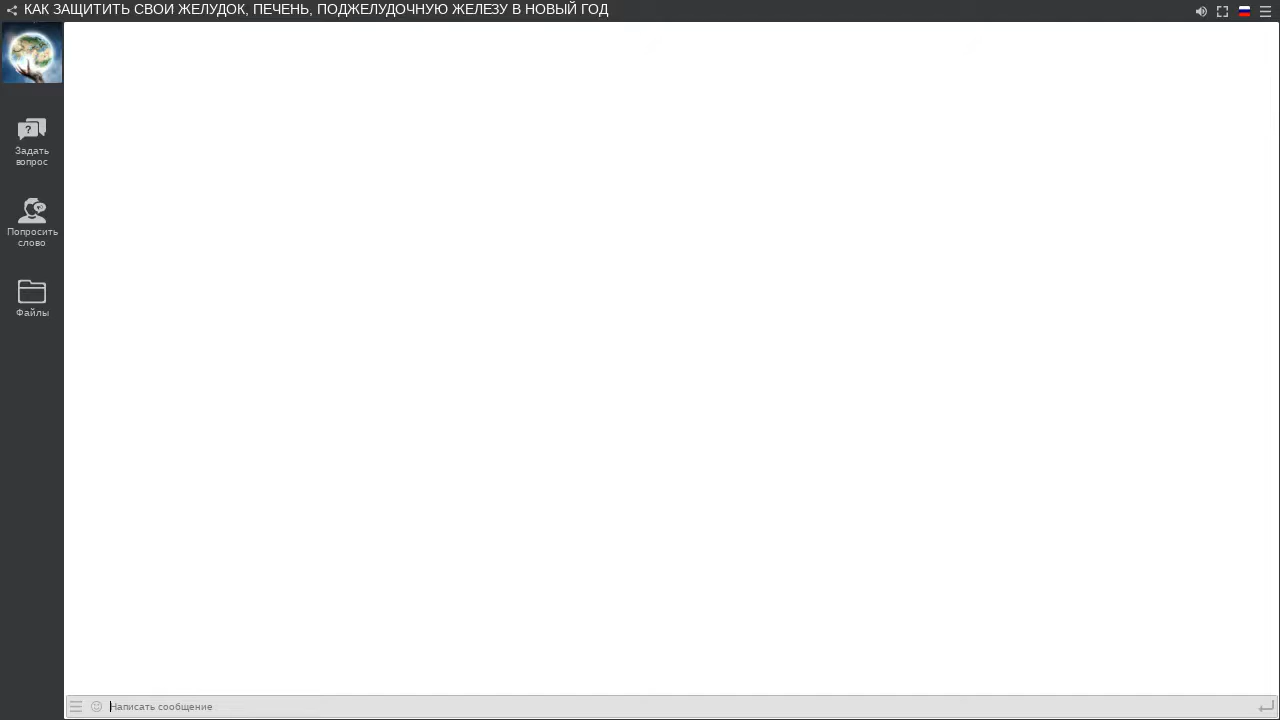 КАК ЗАЩИТИТЬ СВОИ ЖЕЛУДОК, ПЕЧЕНЬ, ПОДЖЕЛУДОЧНУЮ ЖЕЛЕЗУ В НОВЫЙ ГОД
Задать
вопрос
Попросить
слово
Файлы
Написать сообщение